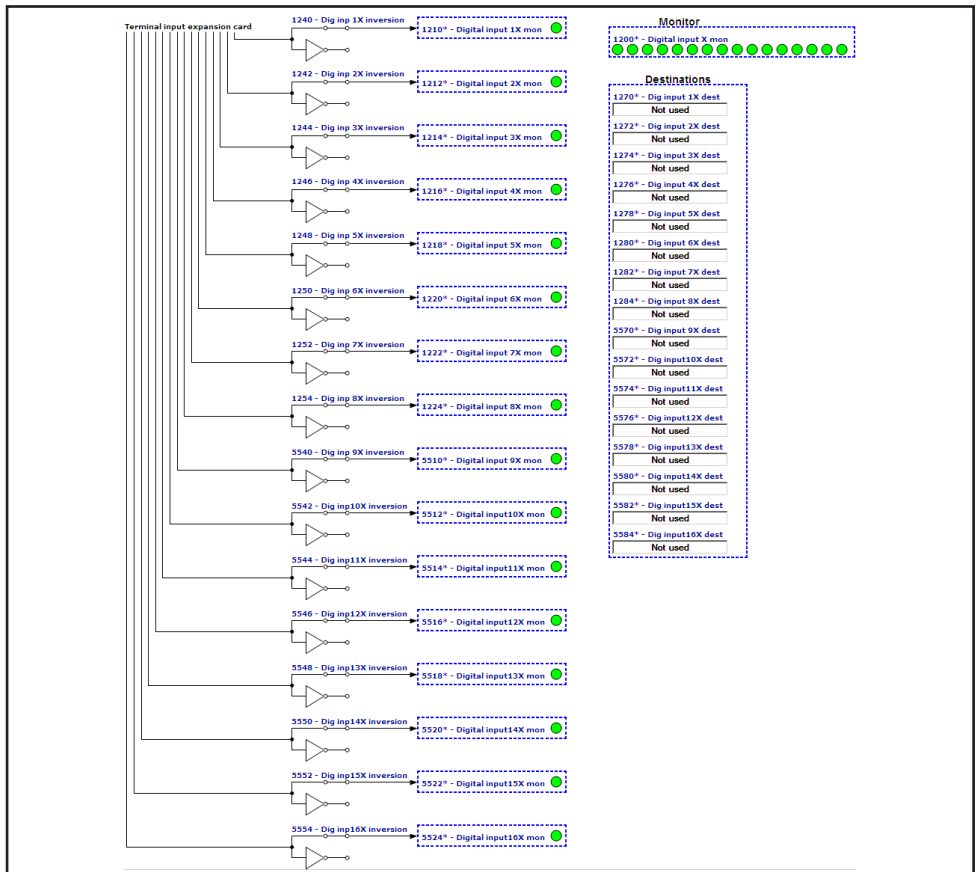 Terminal input expansion card
1240 - Dig inp 1X inversion
1210* - Digital input 1X mon
1242 - Dig inp 2X inversion
1212* - Digital input 2X mon
1244 - Dig inp 3X inversion
1214* - Digital input 3X mon
1246 - Dig inp 4X inversion
1216* - Digital input 4X mon
1248 - Dig inp 5X inversion
1218* - Digital input 5X mon
1250 - Dig inp 6X inversion
1220* - Digital input 6X mon
1252 - Dig inp 7X inversion
1222* - Digital input 7X mon
1254 - Dig inp 8X inversion
1224* - Digital input 8X mon
5540 - Dig inp 9X inversion
5510* - Digital input 9X mon
5542 - Dig inp10X inversion
5512* - Digital input10X mon
5544 - Dig inp11X inversion
5514* - Digital input11X mon
5546 - Dig inp12X inversion
5516* - Digital input12X mon
5548 - Dig inp13X inversion
5518* - Digital input13X mon
5550 - Dig inp14X inversion
5520* - Digital input14X mon
5552 - Dig inp15X inversion
5522* - Digital input15X mon
5554 - Dig inp16X inversion
5524* - Digital input16X mon
Monitor
1200* - Digital input X mon
Destinations
1270* - Dig input 1X dest
Not used
1272* - Dig input 2X dest
Not used
1274* - Dig input 3X dest
Not used
1276* - Dig input 4X dest
Not used
1278* - Dig input 5X dest
Not used
1280* - Dig input 6X dest
Not used
1282* - Dig input 7X dest
Not used
1284* - Dig input 8X dest
Not used
5570* - Dig input 9X dest
Not used
5572* - Dig input10X dest
Not used
5574* - Dig input11X dest
Not used
5576* - Dig input12X dest
Not used
5578* - Dig input13X dest
Not used
5580* - Dig input14X dest
Not used
5582* - Dig input15X dest
Not used
5584* - Dig input16X dest
Not used